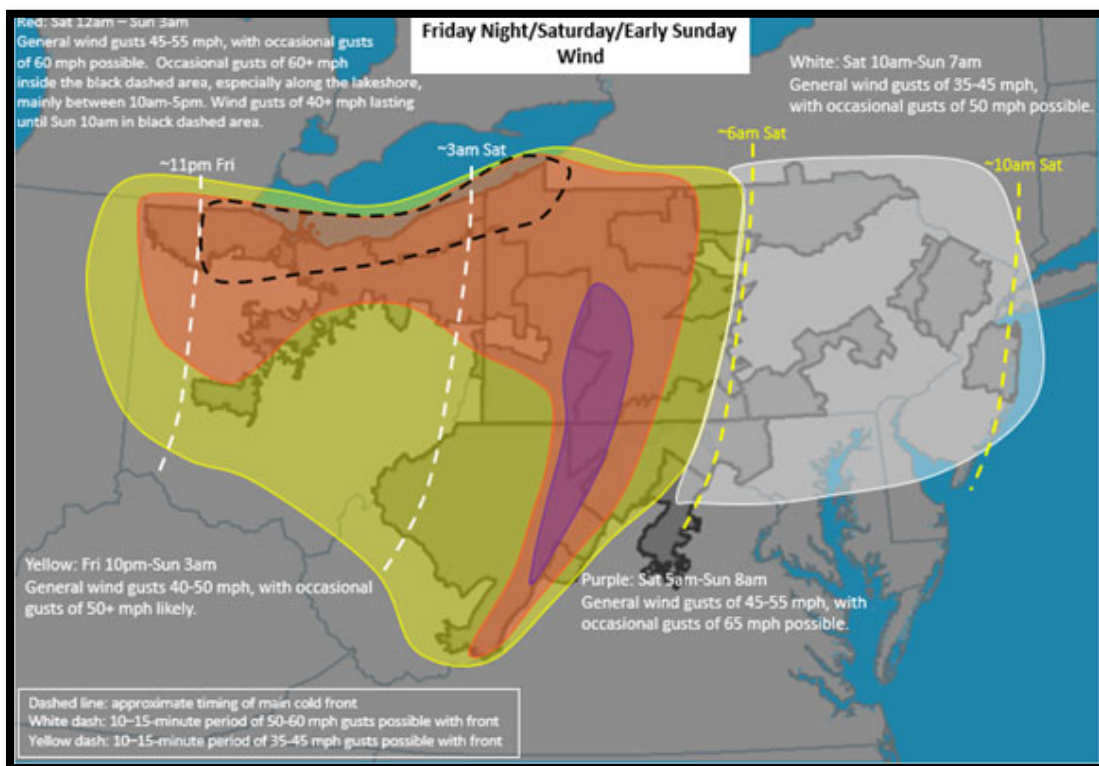 Red: Sat 12am – Sun 3am
General wind gusts 45-55 mph, with occasional gusts
of 60 mph possible.  Occasional gusts of 60+ mph
inside the black dashed area, especially along the lakeshore,
mainly between 10am-5pm. Wind gusts of 40+ mph lasting
until Sun 10am in black dashed area.
Friday Night/Saturday/Early Sunday
Wind
White: Sat 10am-Sun 7am
General wind gusts of 35-45 mph,
with occasional gusts of 50 mph possible.
~11pm Fri
~3am Sat
~6am Sat
~10am Sat
Yellow: Fri 10pm-Sun 3am
General wind gusts 40-50 mph, with occasional
gusts of 50+ mph likely.
Purple: Sat 5am-Sun 8am
General wind gusts of 45-55 mph, with
occasional gusts of 65 mph possible.
Dashed line: approximate timing of main cold front
White dash: 10–15-minute period of 50-60 mph gusts possible with front
Yellow dash: 10–15-minute period of 35-45 mph gusts possible with front